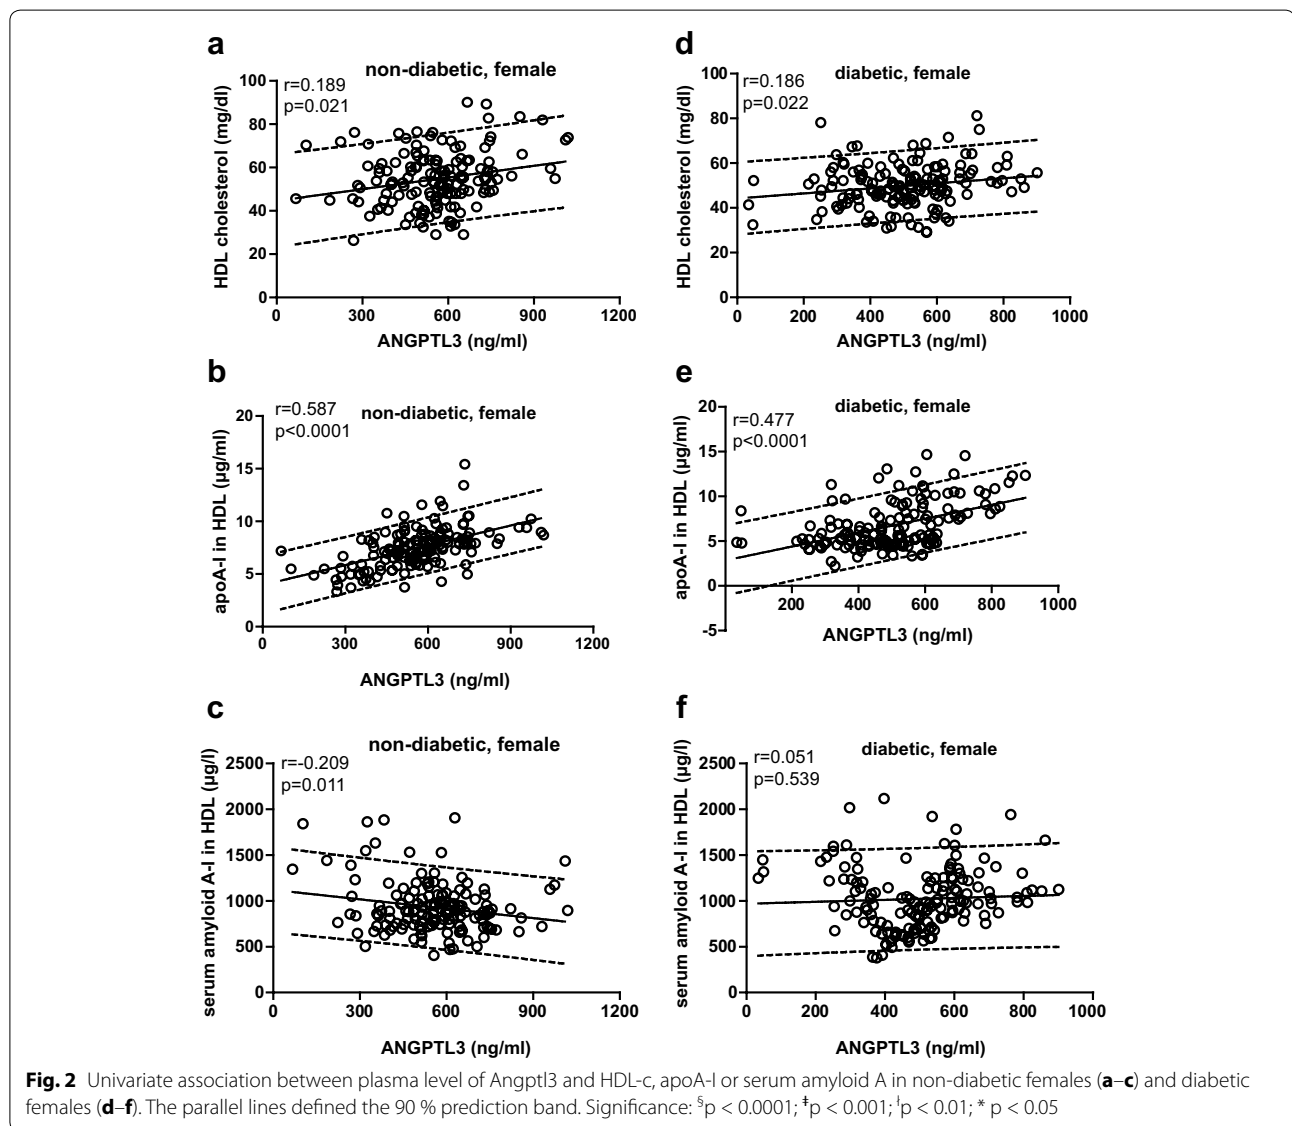 a
non-diabetic, female
r=0.189
p=0.021
HDL cholesterol (mg/dl)
100
80
60
40
20
0
0 300 600 900 1200
ANGPTL3 (ng/ml)
d
diabetic, female
r=0.186
p=0.022
HDL cholesterol (mg/dl)
100
80
60
40
20
0
0 200 400 600 800 1000
ANGPTL3 (ng/ml)
b
non-diabetic, female
r=0.587
p<0.0001
apoA-I in HDL (µg/ml)
20
15
10
5
0
0 300 600 900 1200
ANGPTL3 (ng/ml)
e
diabetic, female
r=0.477
p<0.0001
apoA-I in HDL (µg/ml)
20
15
10
5
0
-5
200 400 600 800 1000
ANGPTL3 (ng/ml)
c
non-diabetic, female
r=-0.209
p=0.011
serum amyloid A-I in HDL (µg/l)
2500
2000
1500
1000
500
0
0 300 600 900 1200
ANGPTL3 (ng/ml)
f
diabetic, female
r=0.051
p=0.539
serum amyloid A-I in HDL (µg/l)
2500
2000
1500
1000
500
0
0 200 400 600 800 1000
ANGPTL3 (ng/ml)
Fig. 2 Univariate association between plasma level of Angptl3 and HDL-c, apoA-I or serum amyloid A in non-diabetic females (a–c) and diabetic
females (d–f). The parallel lines defined the 90 % prediction band. Significance: §p < 0.0001; ‡p < 0.001; ƚp < 0.01; * p < 0.05